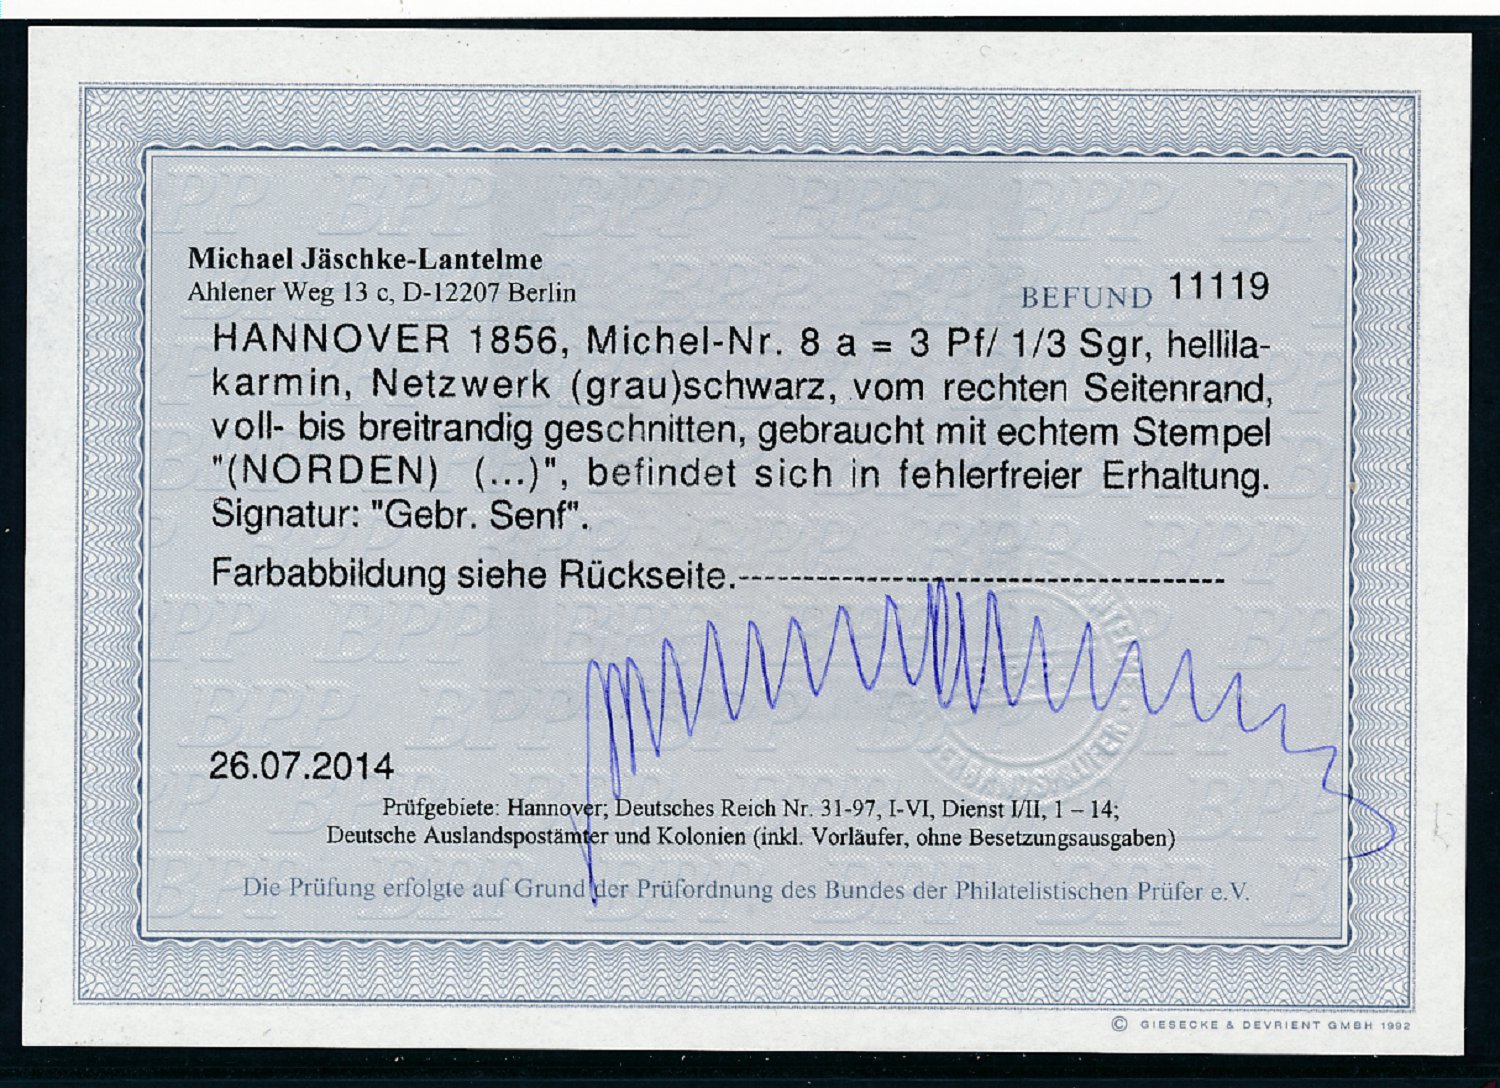 Michael Jäschke-Lantelme
Ahlener Weg 13 c, D-12207 Berlin
BEFUND 11119
HANNOVER 1856, Michel-Nr. 8 a = 3 Pf/ 1/3 Sgr, hellila-
karmin, Netzwerk (grau)schwarz, vom rechten Seitenrand,
voll- bis breitrandig geschnitten, gebraucht mit echtem Stempel
"(NORDEN) (...)", befindet sich in fehlerfreier Erhaltung.
Signatur: "Gebr. Senf".
Farbabbildung siehe Rückseite.-------------------------------------
26.07.2014
Prüfgebiete: Hannover; Deutsches Reich Nr. 31-97, I-VI, Dienst I/II, 1 – 14;
Deutsche Auslandspostämter und Kolonien (inkl. Vorläufer, ohne Besetzungsausgaben)
Die Prüfung erfolgte auf Grund der Prüfordnung des Bundes der Philatelistischen Prüfer e.V.
© GIESECKE & DEVRIENT GMBH 1992